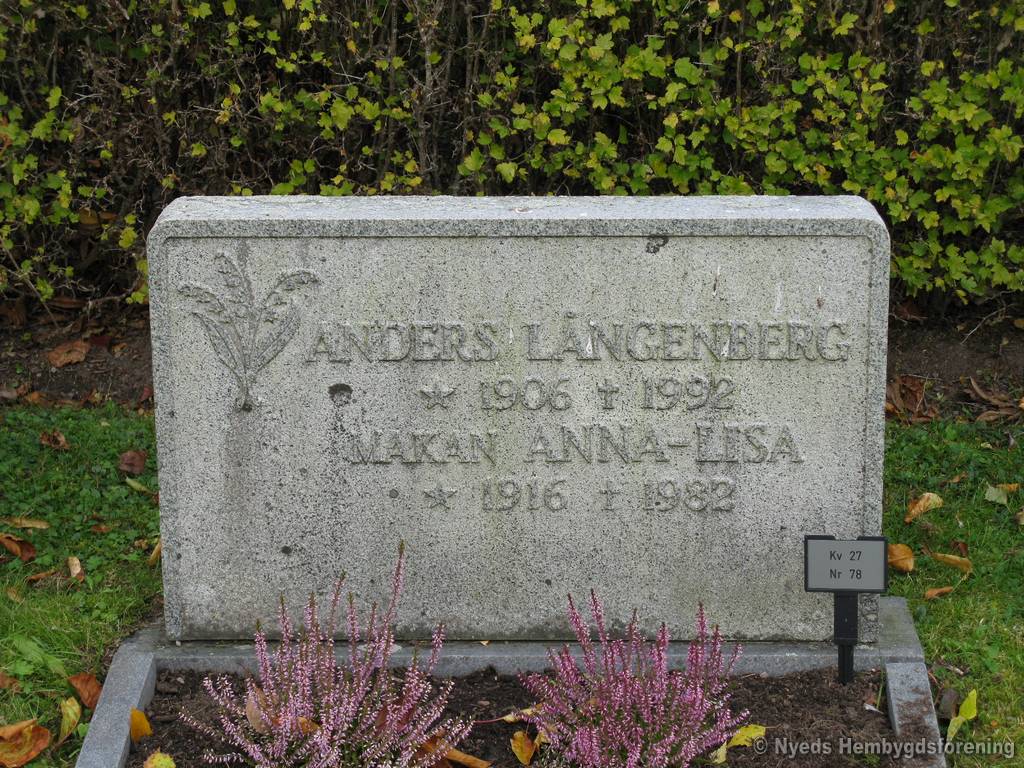 ANDERS LÅNGENBERG
★ 1906 † 1992
MAKAN ANNA-LISA
★ 1916 † 1982
Kv 27
Nr 78
© Nyeds Hembygdsförening